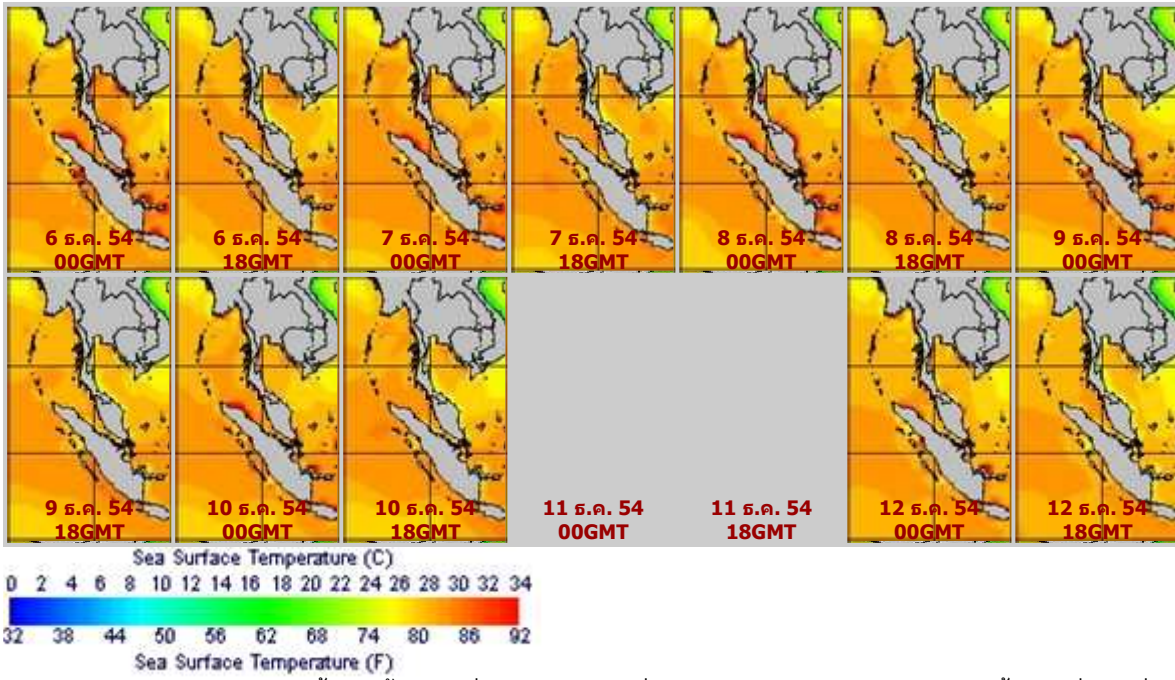 6 ธ.ค. 54
00GMT
6 ธ.ค. 54
18GMT
7 ธ.ค. 54
00GMT
7 ธ.ค. 54
18GMT
8 ธ.ค. 54
00GMT
8 ธ.ค. 54
18GMT
9 ธ.ค. 54
00GMT
9 ธ.ค. 54
18GMT
10 ธ.ค. 54
00GMT
10 ธ.ค. 54
18GMT
11 ธ.ค. 54
00GMT
11 ธ.ค. 54
18GMT
12 ธ.ค. 54
00GMT
12 ธ.ค. 54
18GMT
Sea Surface Temperature (C)
0 2 4 6 8 10 12 14 16 18 20 22 24 26 28 30 32 34
32 38 44 50 56 62 68 74 80 86 92
Sea Surface Temperature (F)